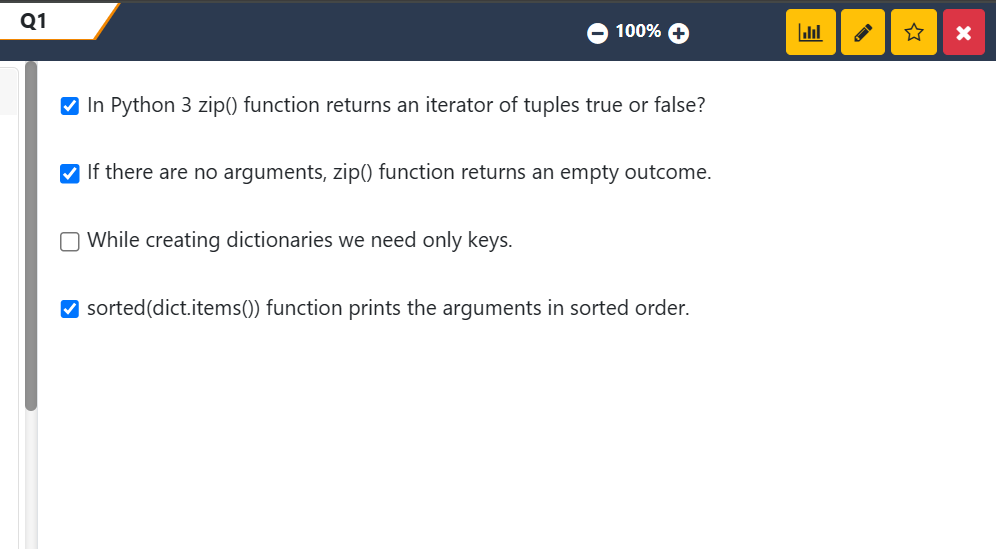 Q1
100%
In Python 3 zip() function returns an iterator of tuples true or false?
If there are no arguments, zip() function returns an empty outcome.
While creating dictionaries we need only keys.
sorted(dict.items()) function prints the arguments in sorted order.